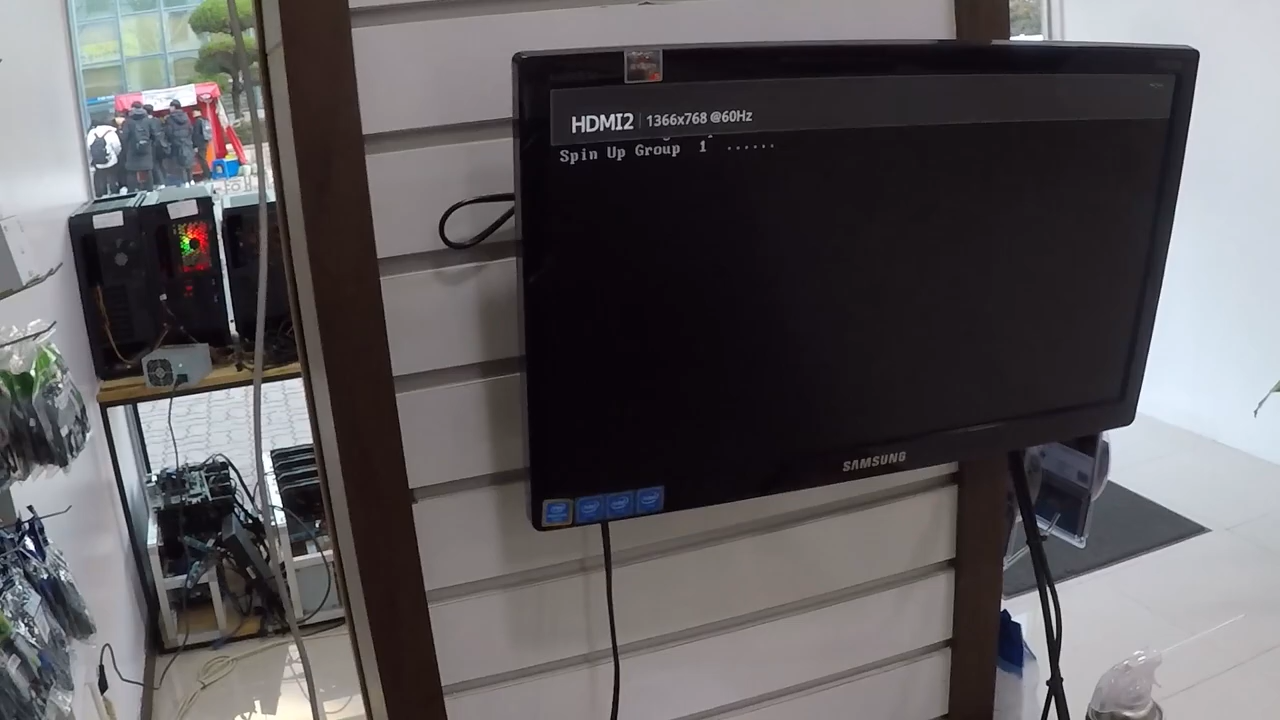 HDMI2 1366x768 @60Hz
Spin Up Group 1 ......
SAMSUNG